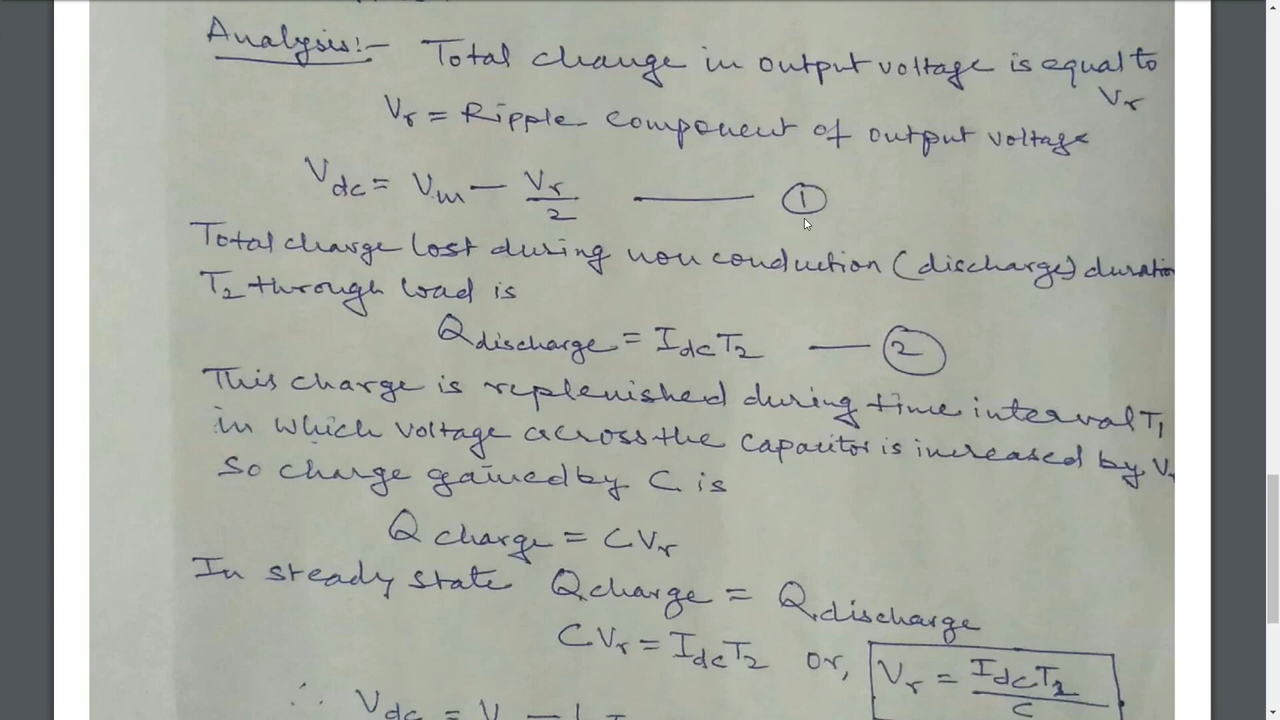 Analysis:- Total change in output voltage is equal to Vr
Vr = Ripple component of output voltage
Vdc = Vm - Vr/2 ——— ①
Total charge lost during non conduction (discharge) duration
T2 through load is
Qdischarge = IdcT2 —— ②
This charge is replenished during time interval T1
in which voltage across the capacitor is increased by Vr
So charge gained by C is
Qcharge = CVr
In steady state Qcharge = Qdischarge
CVr = IdcT2 or, Vr = IdcT2/C
∴ Vdc =